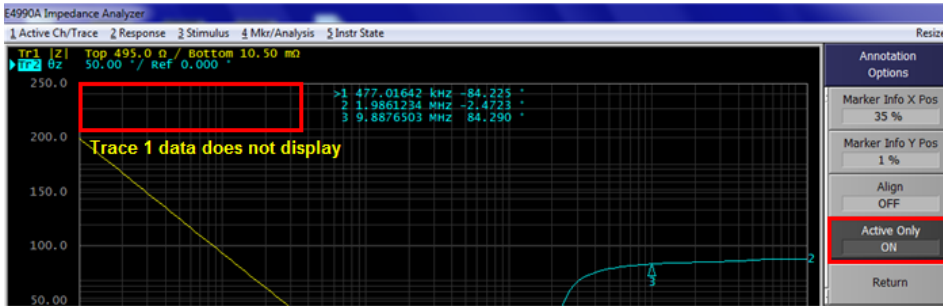 E4990A Impedance Analyzer
1 Active Ch/Trace 2 Response 3 Stimulus 4 Mkr/Analysis 5 Instr State Resize
Tr1 |Z| Top 495.0 Ω / Bottom 10.50 mΩ
Tr2 θz 50.00 °/ Ref 0.000 °
250.0
>1 477.01642 kHz -84.225 °
2 1.9861234 MHz -2.4723 °
3 9.8876503 MHz 84.290 °
200.0
Trace 1 data does not display
150.0
100.0
2
3
50.00
Annotation
Options
Marker Info X Pos
35 %
Marker Info Y Pos
1 %
Align
OFF
Active Only
ON
Return